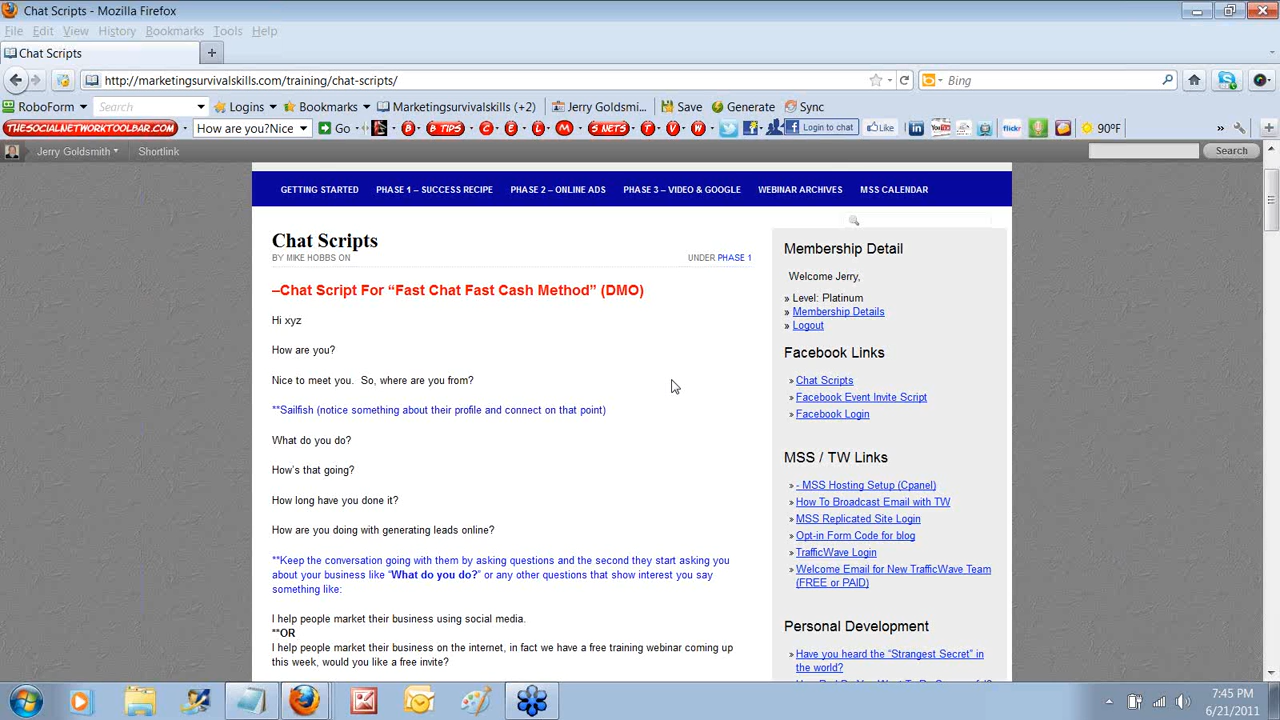 Chat Scripts - Mozilla Firefox
File Edit View History Bookmarks Tools Help
Chat Scripts
http://marketingsurvivalskills.com/training/chat-scripts/
Bing
RoboForm Search Logins Bookmarks Marketingsurvivalskills (+2) Jerry Goldsmi... Save Generate Sync
THESOCIALNETWORKTOOLBAR.COM How are you?Nice Go B B TIPS C E L M S NETS T V W Login to chat Like in You flickr 90°F »
Jerry Goldsmith Shortlink Search
GETTING STARTED PHASE 1 – SUCCESS RECIPE PHASE 2 – ONLINE ADS PHASE 3 – VIDEO & GOOGLE WEBINAR ARCHIVES MSS CALENDAR
Chat Scripts
BY MIKE HOBBS ON UNDER PHASE 1
–Chat Script For “Fast Chat Fast Cash Method” (DMO)
Hi xyz
How are you?
Nice to meet you. So, where are you from?
**Sailfish (notice something about their profile and connect on that point)
What do you do?
How’s that going?
How long have you done it?
How are you doing with generating leads online?
**Keep the conversation going with them by asking questions and the second they start asking you
about your business like “What do you do?” or any other questions that show interest you say
something like:
I help people market their business using social media.
**OR
I help people market their business on the internet, in fact we have a free training webinar coming up
this week, would you like a free invite?
Membership Detail
Welcome Jerry,
» Level: Platinum
» Membership Details
» Logout
Facebook Links
» Chat Scripts
» Facebook Event Invite Script
» Facebook Login
MSS / TW Links
» - MSS Hosting Setup (Cpanel)
» How To Broadcast Email with TW
» MSS Replicated Site Login
» Opt-in Form Code for blog
» TrafficWave Login
» Welcome Email for New TrafficWave Team
(FREE or PAID)
Personal Development
» Have you heard the “Strangest Secret” in
the world?
7:45 PM
6/21/2011